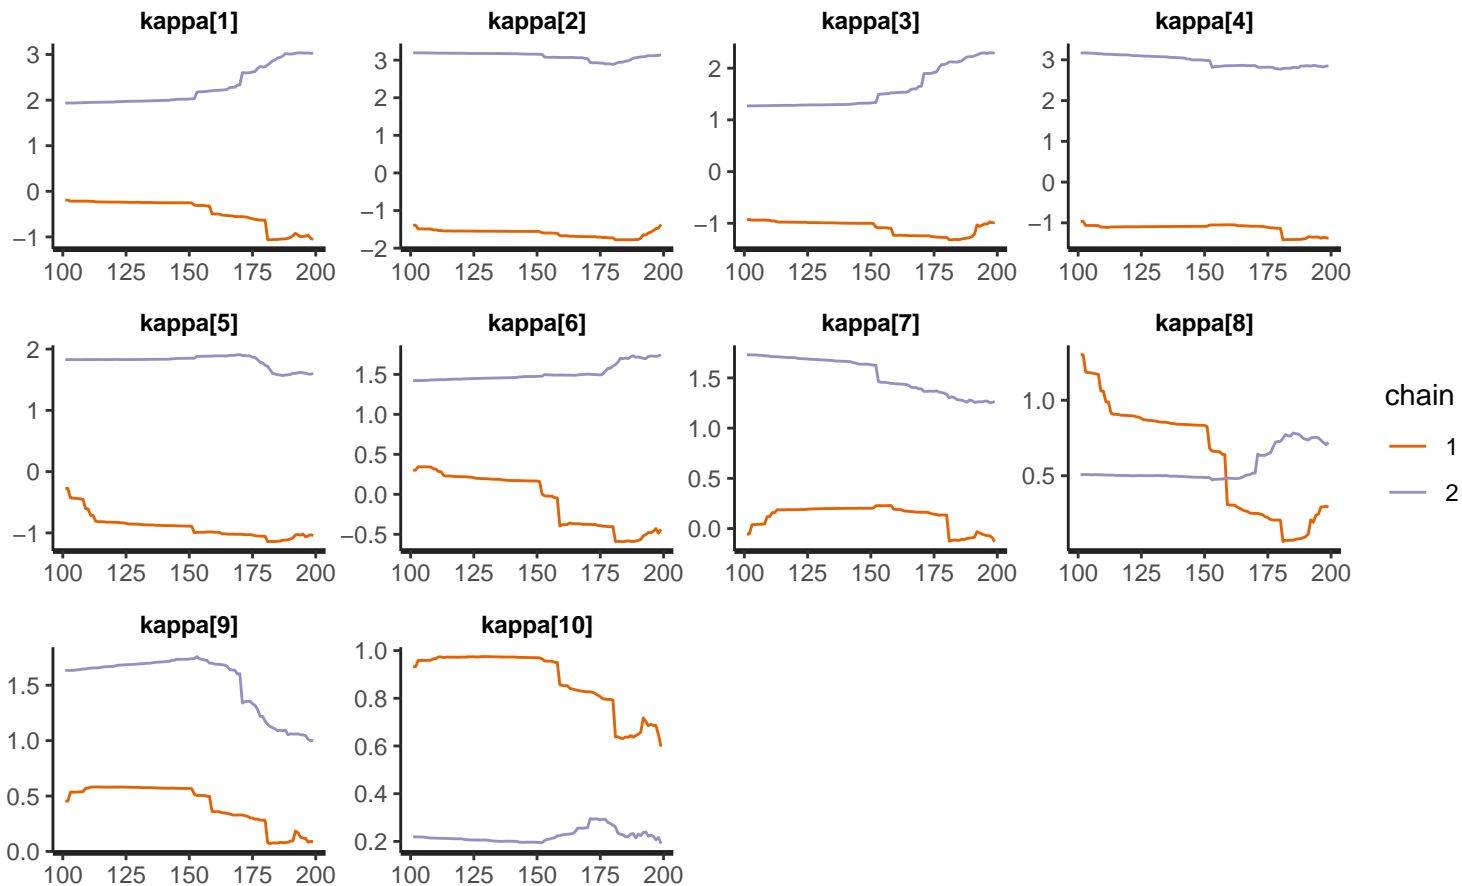 kappa[1] kappa[2] kappa[3] kappa[4]
3 3 2 3
2 2 1 2
1 1 0 1
0 0 −1 0
−1 −1 −1
−2
100 125 150 175 200 100 125 150 175 200 100 125 150 175 200 100 125 150 175 200
kappa[5] kappa[6] kappa[7] kappa[8]
2 1.5 1.5 1.0
1 1.0 1.0 0.5
0 0.5 0.5
−1 0.0 0.0
−0.5
100 125 150 175 200 100 125 150 175 200 100 125 150 175 200 100 125 150 175 200
chain
1
2
kappa[9] kappa[10]
1.5 1.0
1.0 0.8
0.5 0.6
0.0 0.4
0.2
100 125 150 175 200 100 125 150 175 200